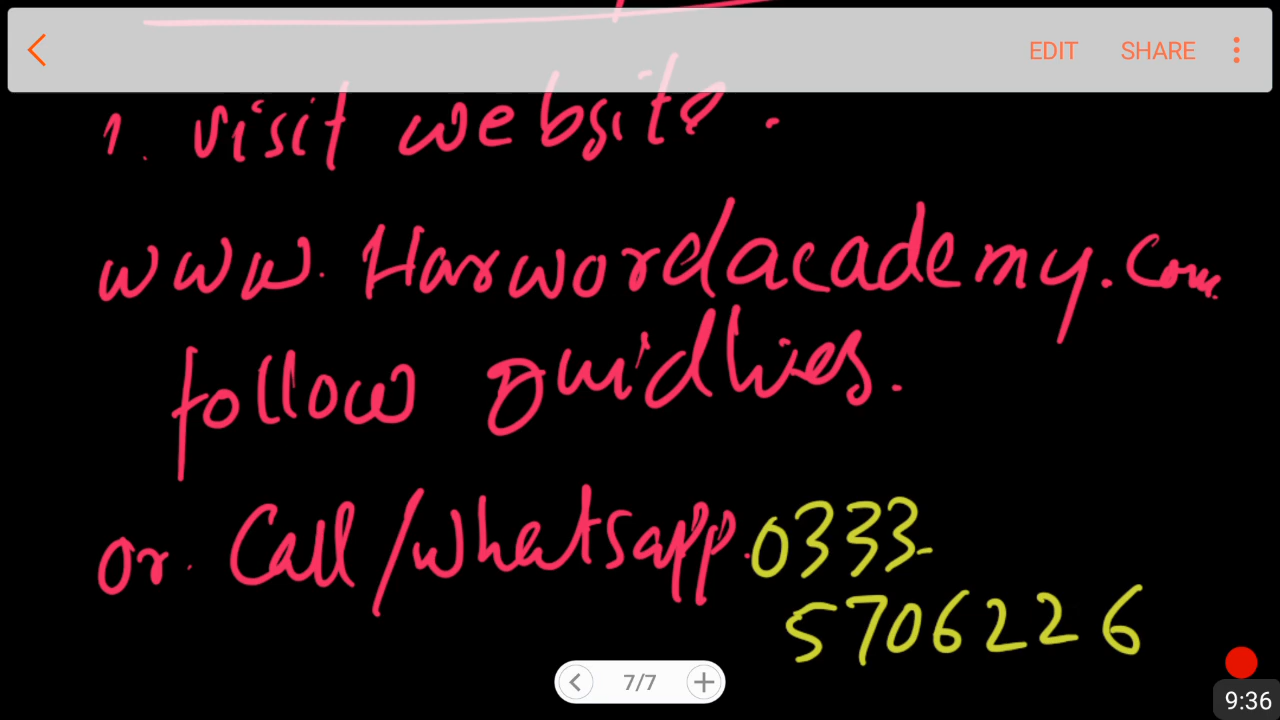 EDIT SHARE
1. visit website.
www.Harwordacademy.com
follow guidlines.
or. Call/whatsapp. 0333-
5706226
7/7
9:36